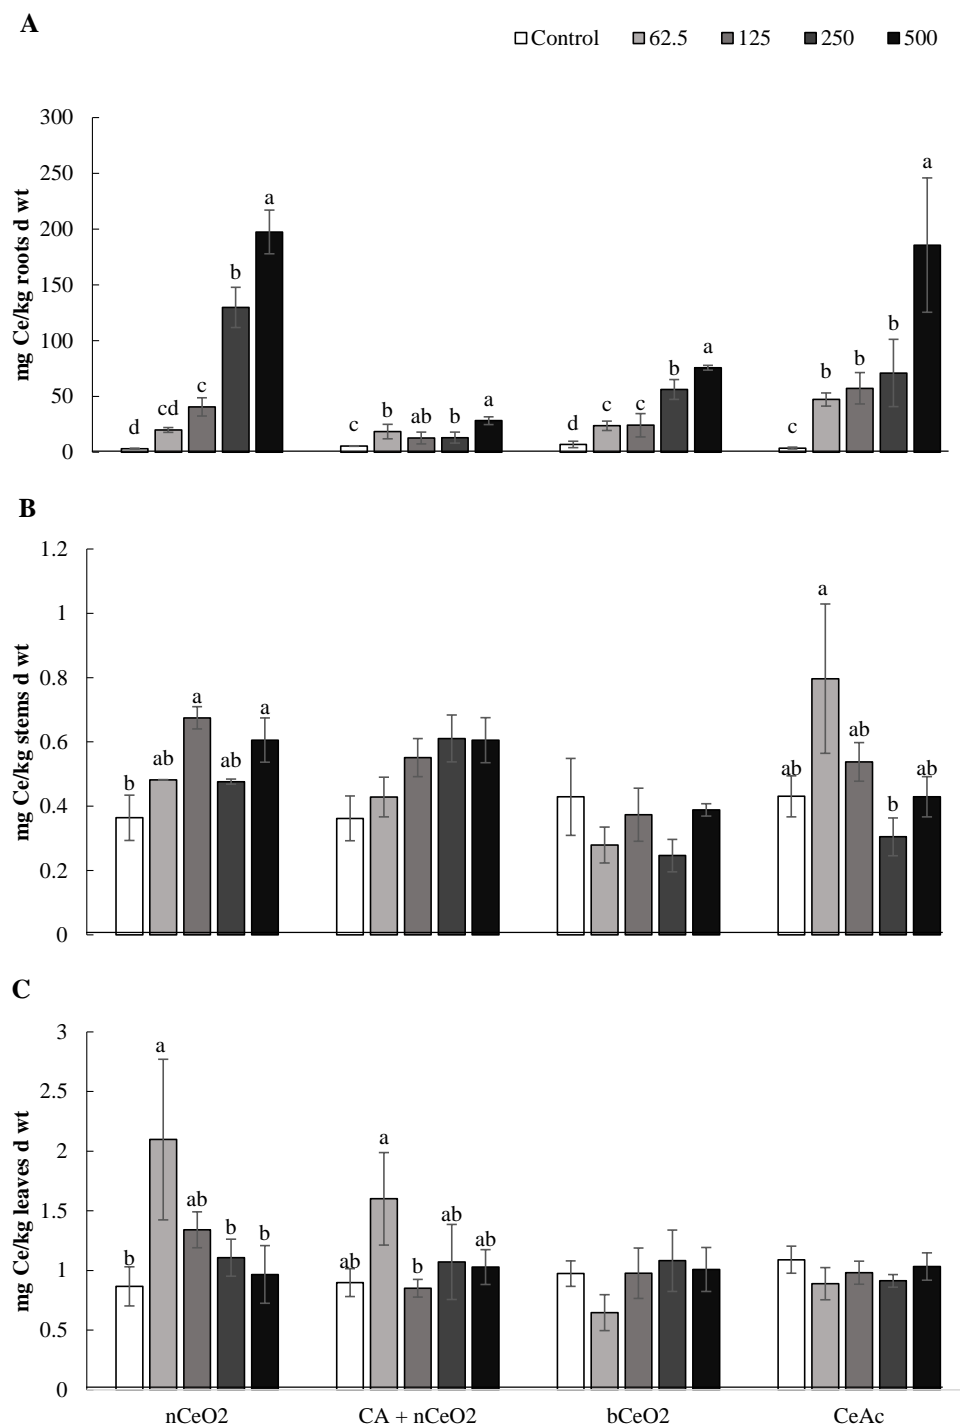 A
Control 62.5 125 250 500
mg Ce/kg roots d wt
300
250
200
150
100
50
0
d cd c b a
c b ab b a
d c c b a
c b b b a
B
mg Ce/kg stems d wt
1.2
1
0.8
0.6
0.4
0.2
0
b ab a ab a
ab a ab b ab
C
mg Ce/kg leaves d wt
3
2.5
2
1.5
1
0.5
0
b a ab b b
ab a b ab ab
nCeO2 CA + nCeO2 bCeO2 CeAc